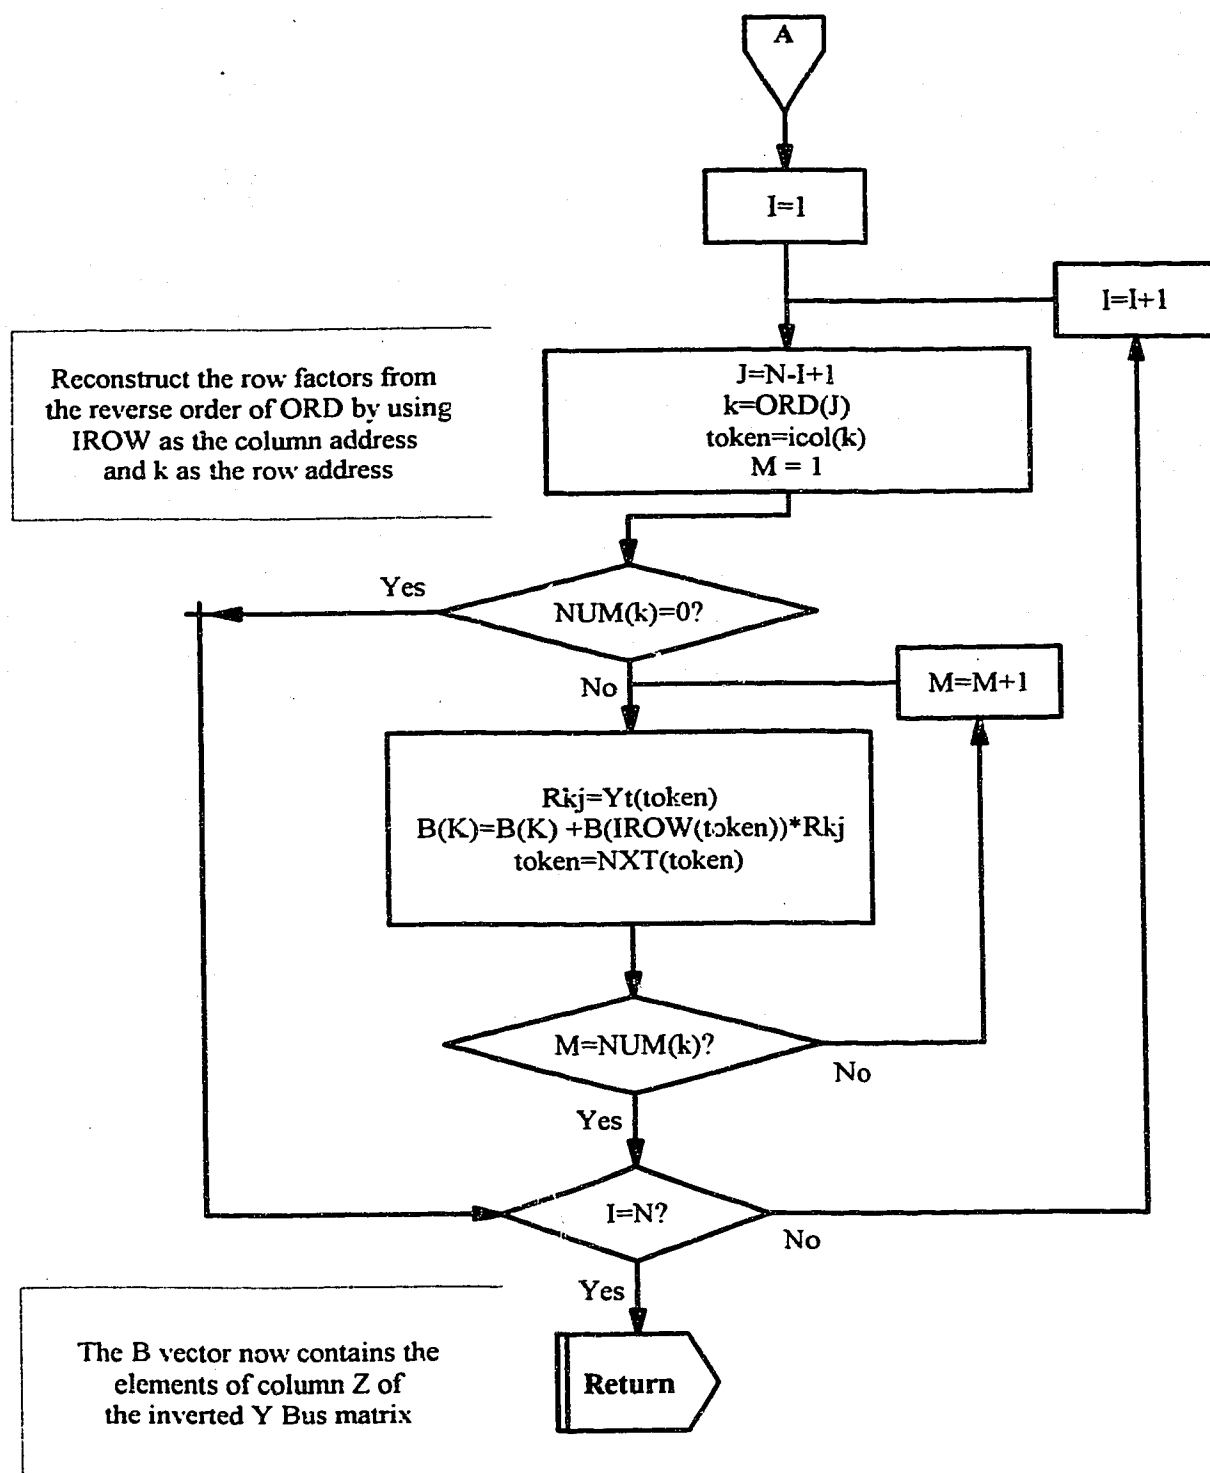 A
I=1
I=I+1
Reconstruct the row factors from
the reverse order of ORD by using
IROW as the column address
and k as the row address
J=N-I+1
k=ORD(J)
token=icol(k)
M = 1
Yes
NUM(k)=0?
No
M=M+1
Rkj=Yt(token)
B(K)=B(K) +B(IROW(token))*Rkj
token=NXT(token)
M=NUM(k)?
No
Yes
I=N?
No
Yes
The B vector now contains the
elements of column Z of
the inverted Y Bus matrix
Return